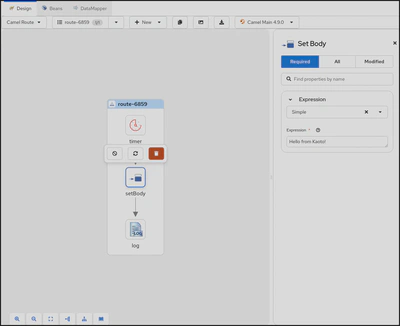 Design
Beans
DataMapper
Camel Route
route-6859
1/1
+ New
Camel Main 4.9.0
Set Body
Required
All
Modified
Find properties by name
Expression
Simple
Expression *
Hello from Kaoto!
route-6859
timer
setBody
LOG
log